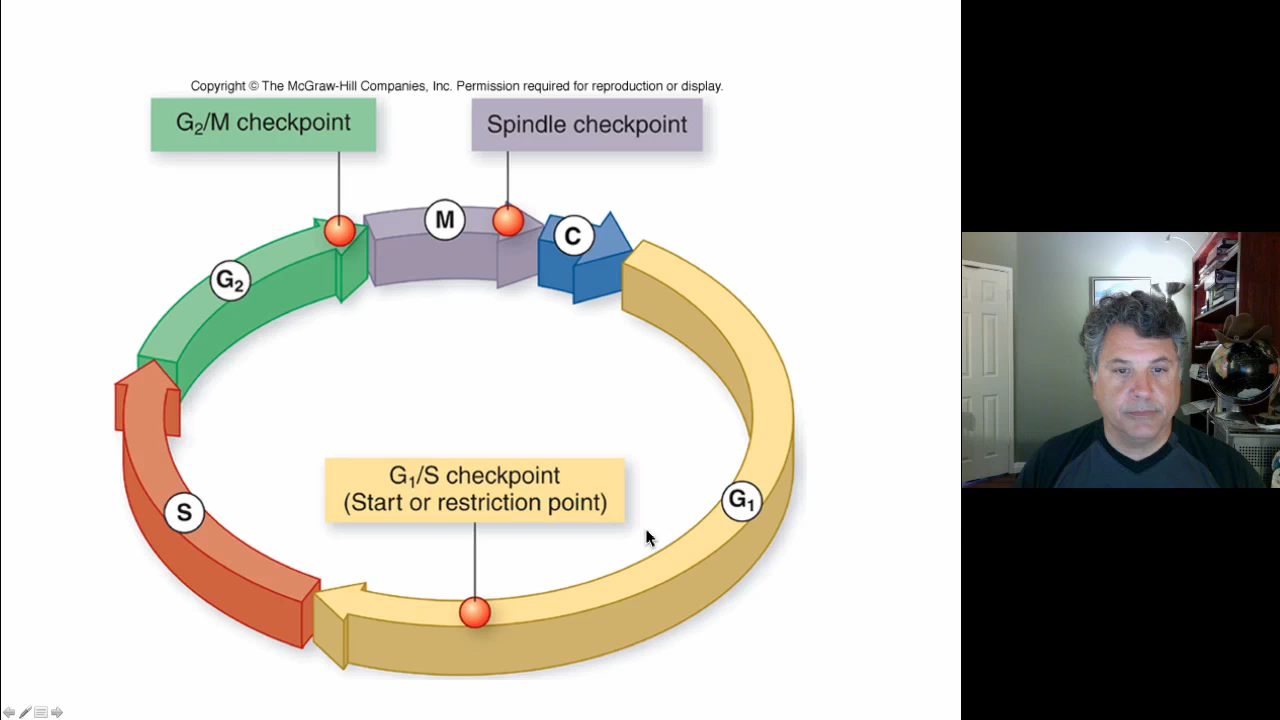 Copyright © The McGraw-Hill Companies, Inc. Permission required for reproduction or display.
G₂/M checkpoint
Spindle checkpoint
M
C
G₂
G₁/S checkpoint
(Start or restriction point)
G₁
S